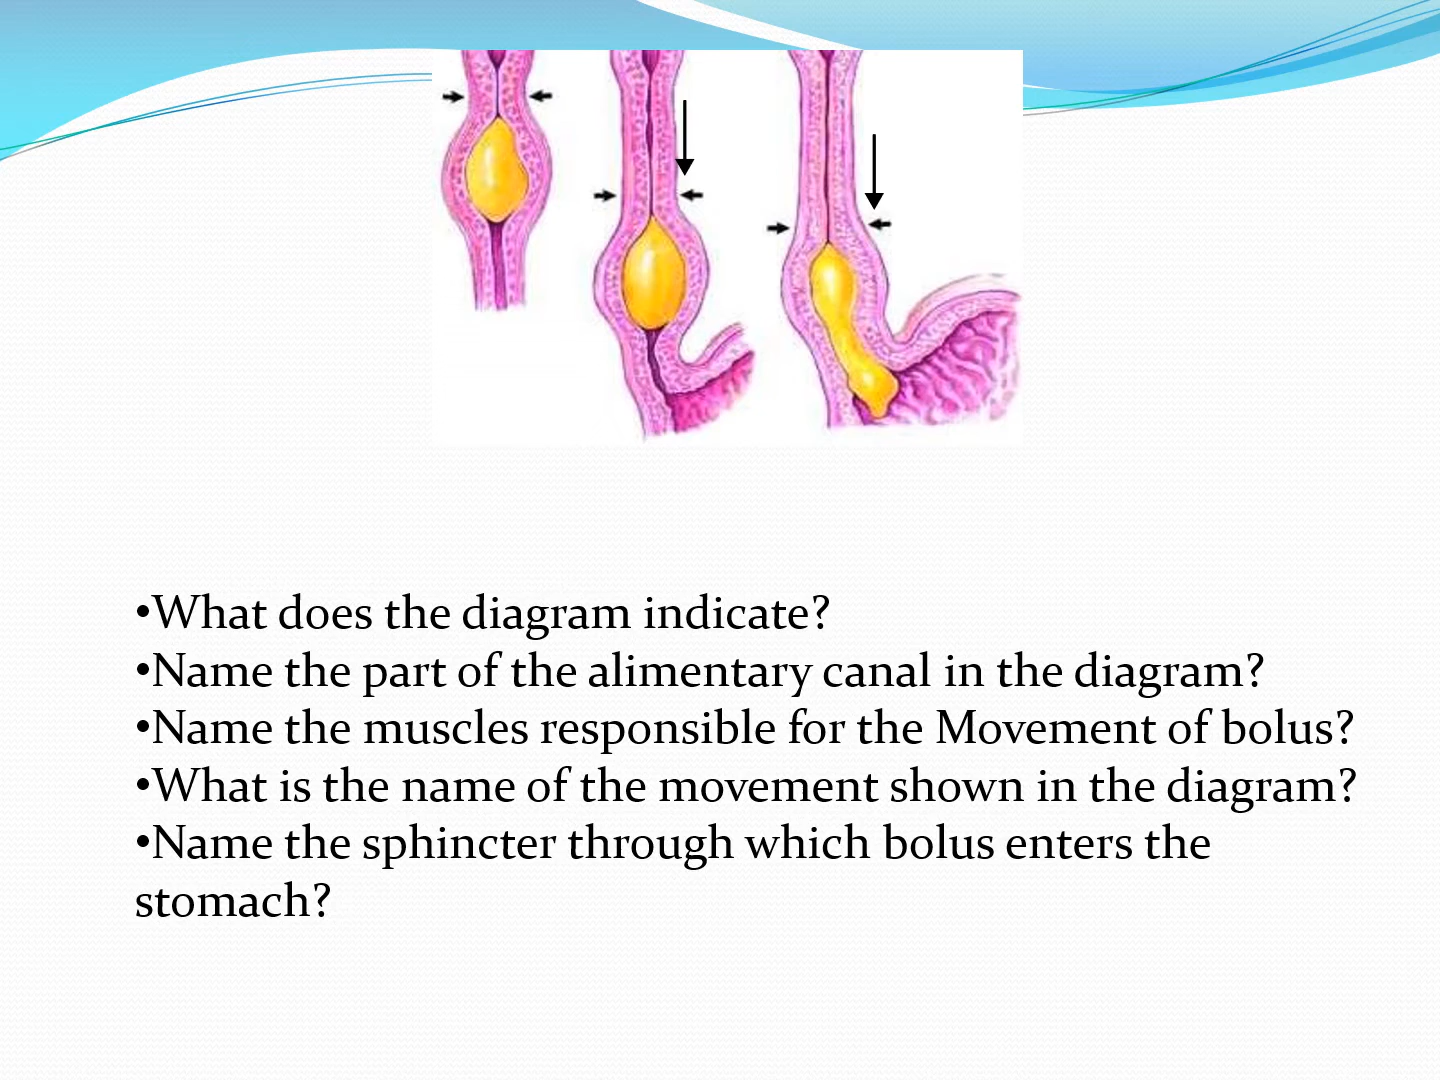 •What does the diagram indicate?
•Name the part of the alimentary canal in the diagram?
•Name the muscles responsible for the Movement of bolus?
•What is the name of the movement shown in the diagram?
•Name the sphincter through which bolus enters the
stomach?